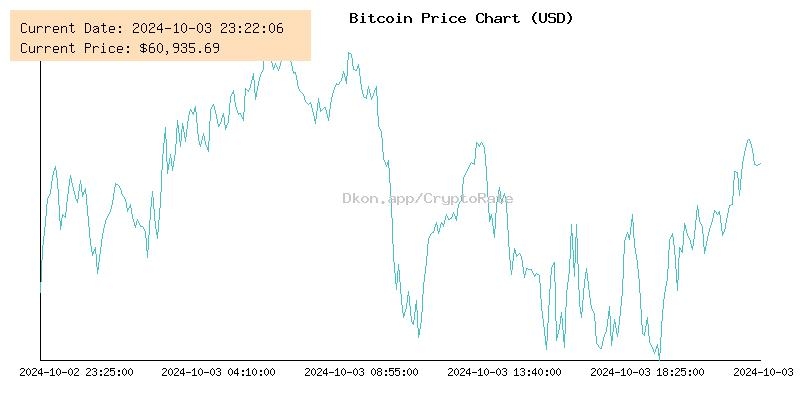 Bitcoin Price Chart (USD)
Current Date: 2024-10-03 23:22:06
Current Price: $60,935.69
Dkon.app/CryptoRave
2024-10-02 23:25:00 2024-10-03 04:10:00 2024-10-03 08:55:00 2024-10-03 13:40:00 2024-10-03 18:25:00 2024-10-03